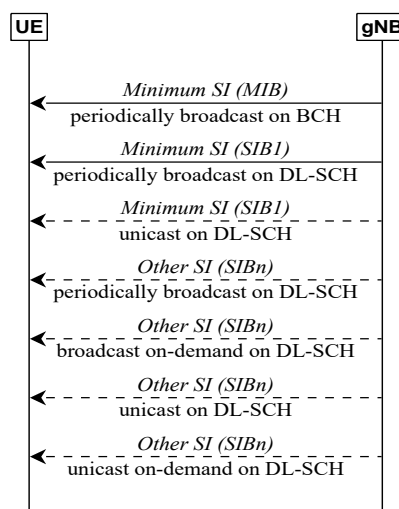 UE gNB
Minimum SI (MIB)
periodically broadcast on BCH
Minimum SI (SIB1)
periodically broadcast on DL-SCH
Minimum SI (SIB1)
unicast on DL-SCH
Other SI (SIBn)
periodically broadcast on DL-SCH
Other SI (SIBn)
broadcast on-demand on DL-SCH
Other SI (SIBn)
unicast on DL-SCH
Other SI (SIBn)
unicast on-demand on DL-SCH